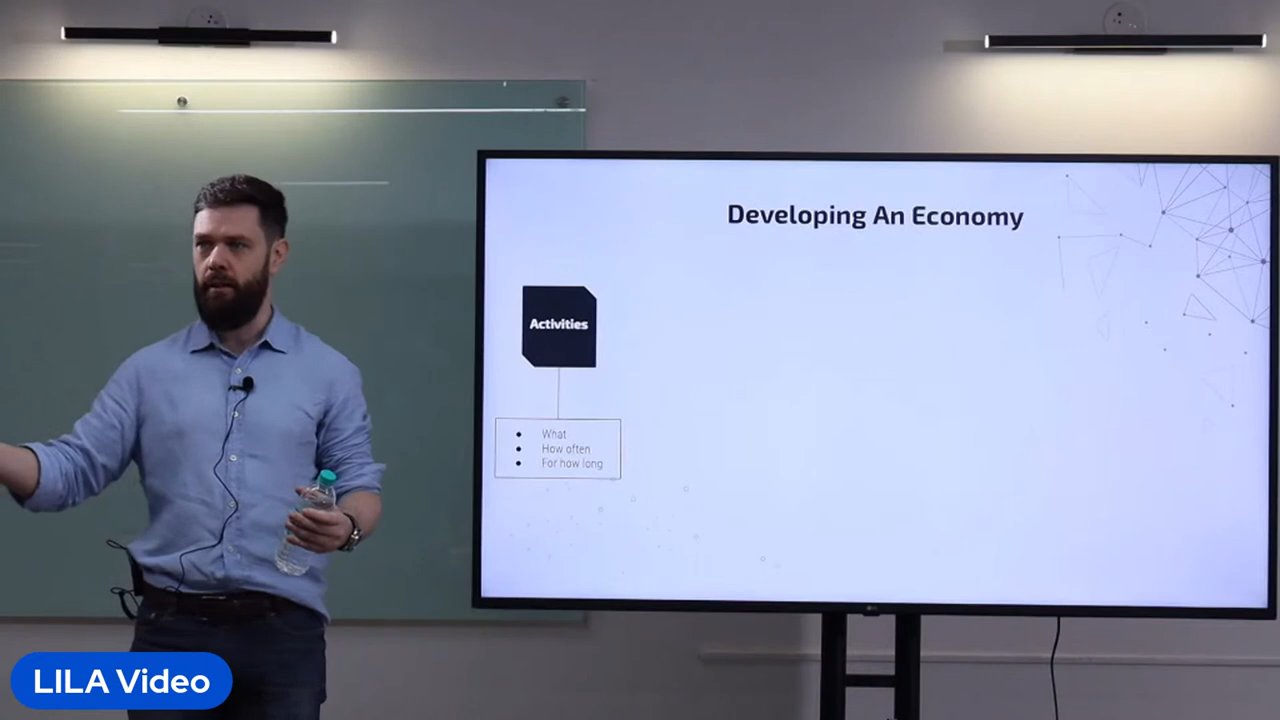 Developing An Economy
Activities
What
How often
For how long
LILA Video